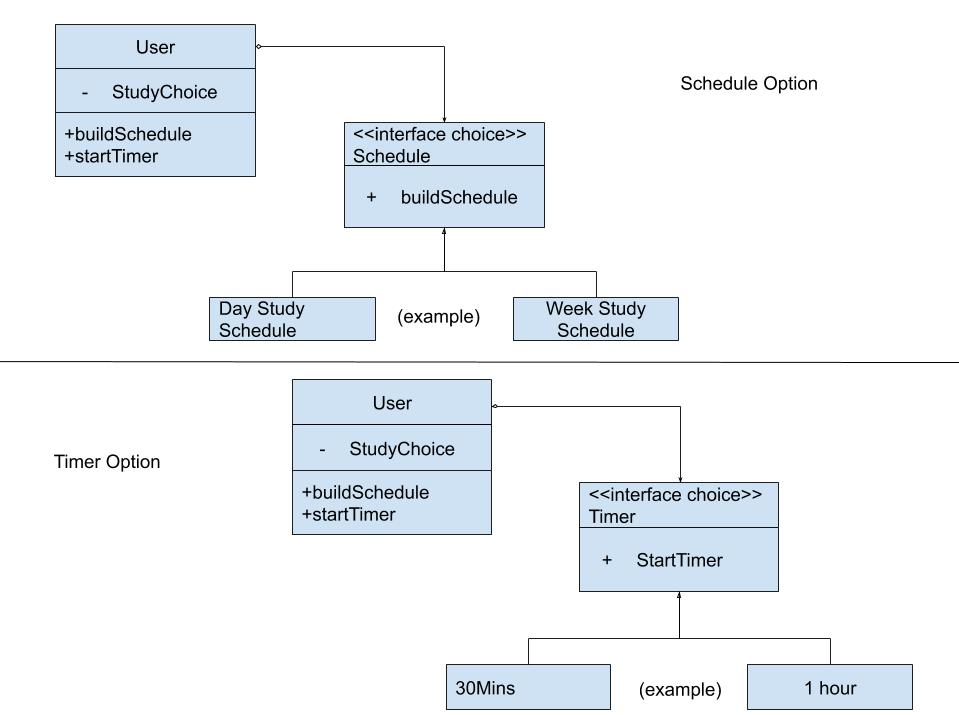 User
- StudyChoice
+buildSchedule
+startTimer
Schedule Option
<<interface choice>>
Schedule
+ buildSchedule
Day Study
Schedule
(example)
Week Study
Schedule
Timer Option
User
- StudyChoice
+buildSchedule
+startTimer
<<interface choice>>
Timer
+ StartTimer
30Mins
(example)
1 hour